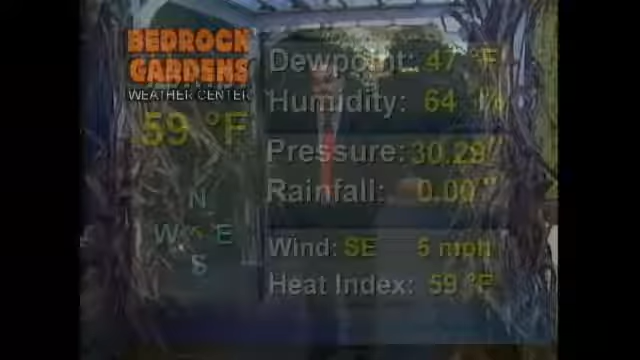 BEDROCK
GARDENS
WEATHER CENTER
59 °F
N
W E
S
Dewpoint: 47 °F
Humidity: 64 %
Pressure: 30.29"
Rainfall: 0.00"
Wind: SE 5 mph
Heat Index: 59 °F